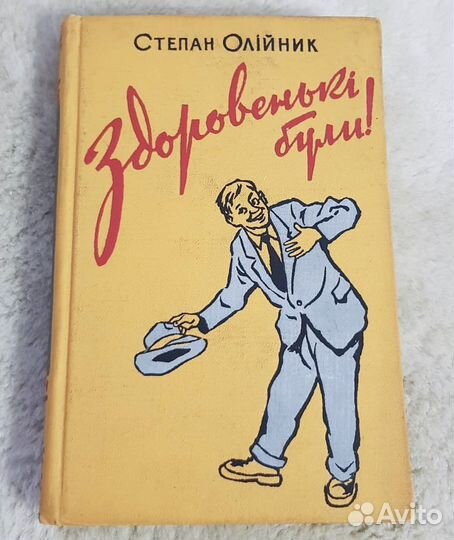 Степан Олійник
Здоровенькі
були!
Avito